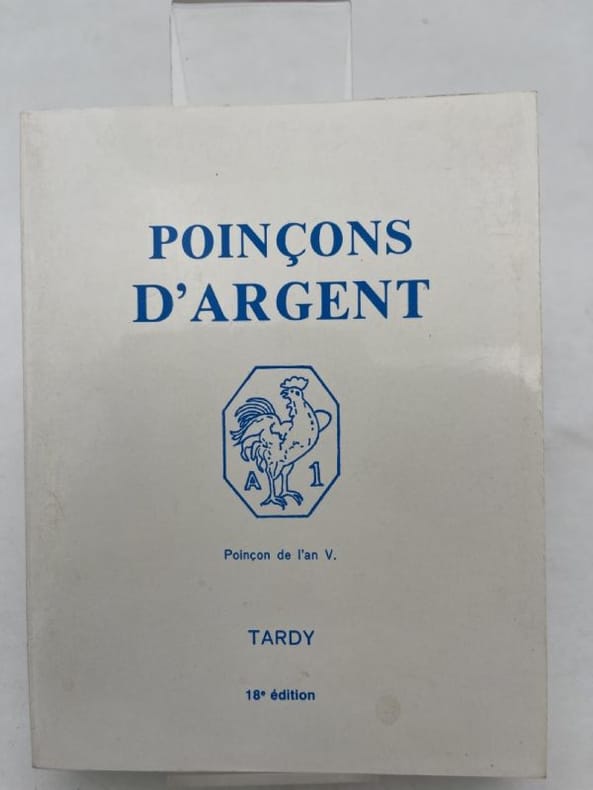 POINÇONS
D'ARGENT
A 1
Poinçon de l'an V.
TARDY
18e édition